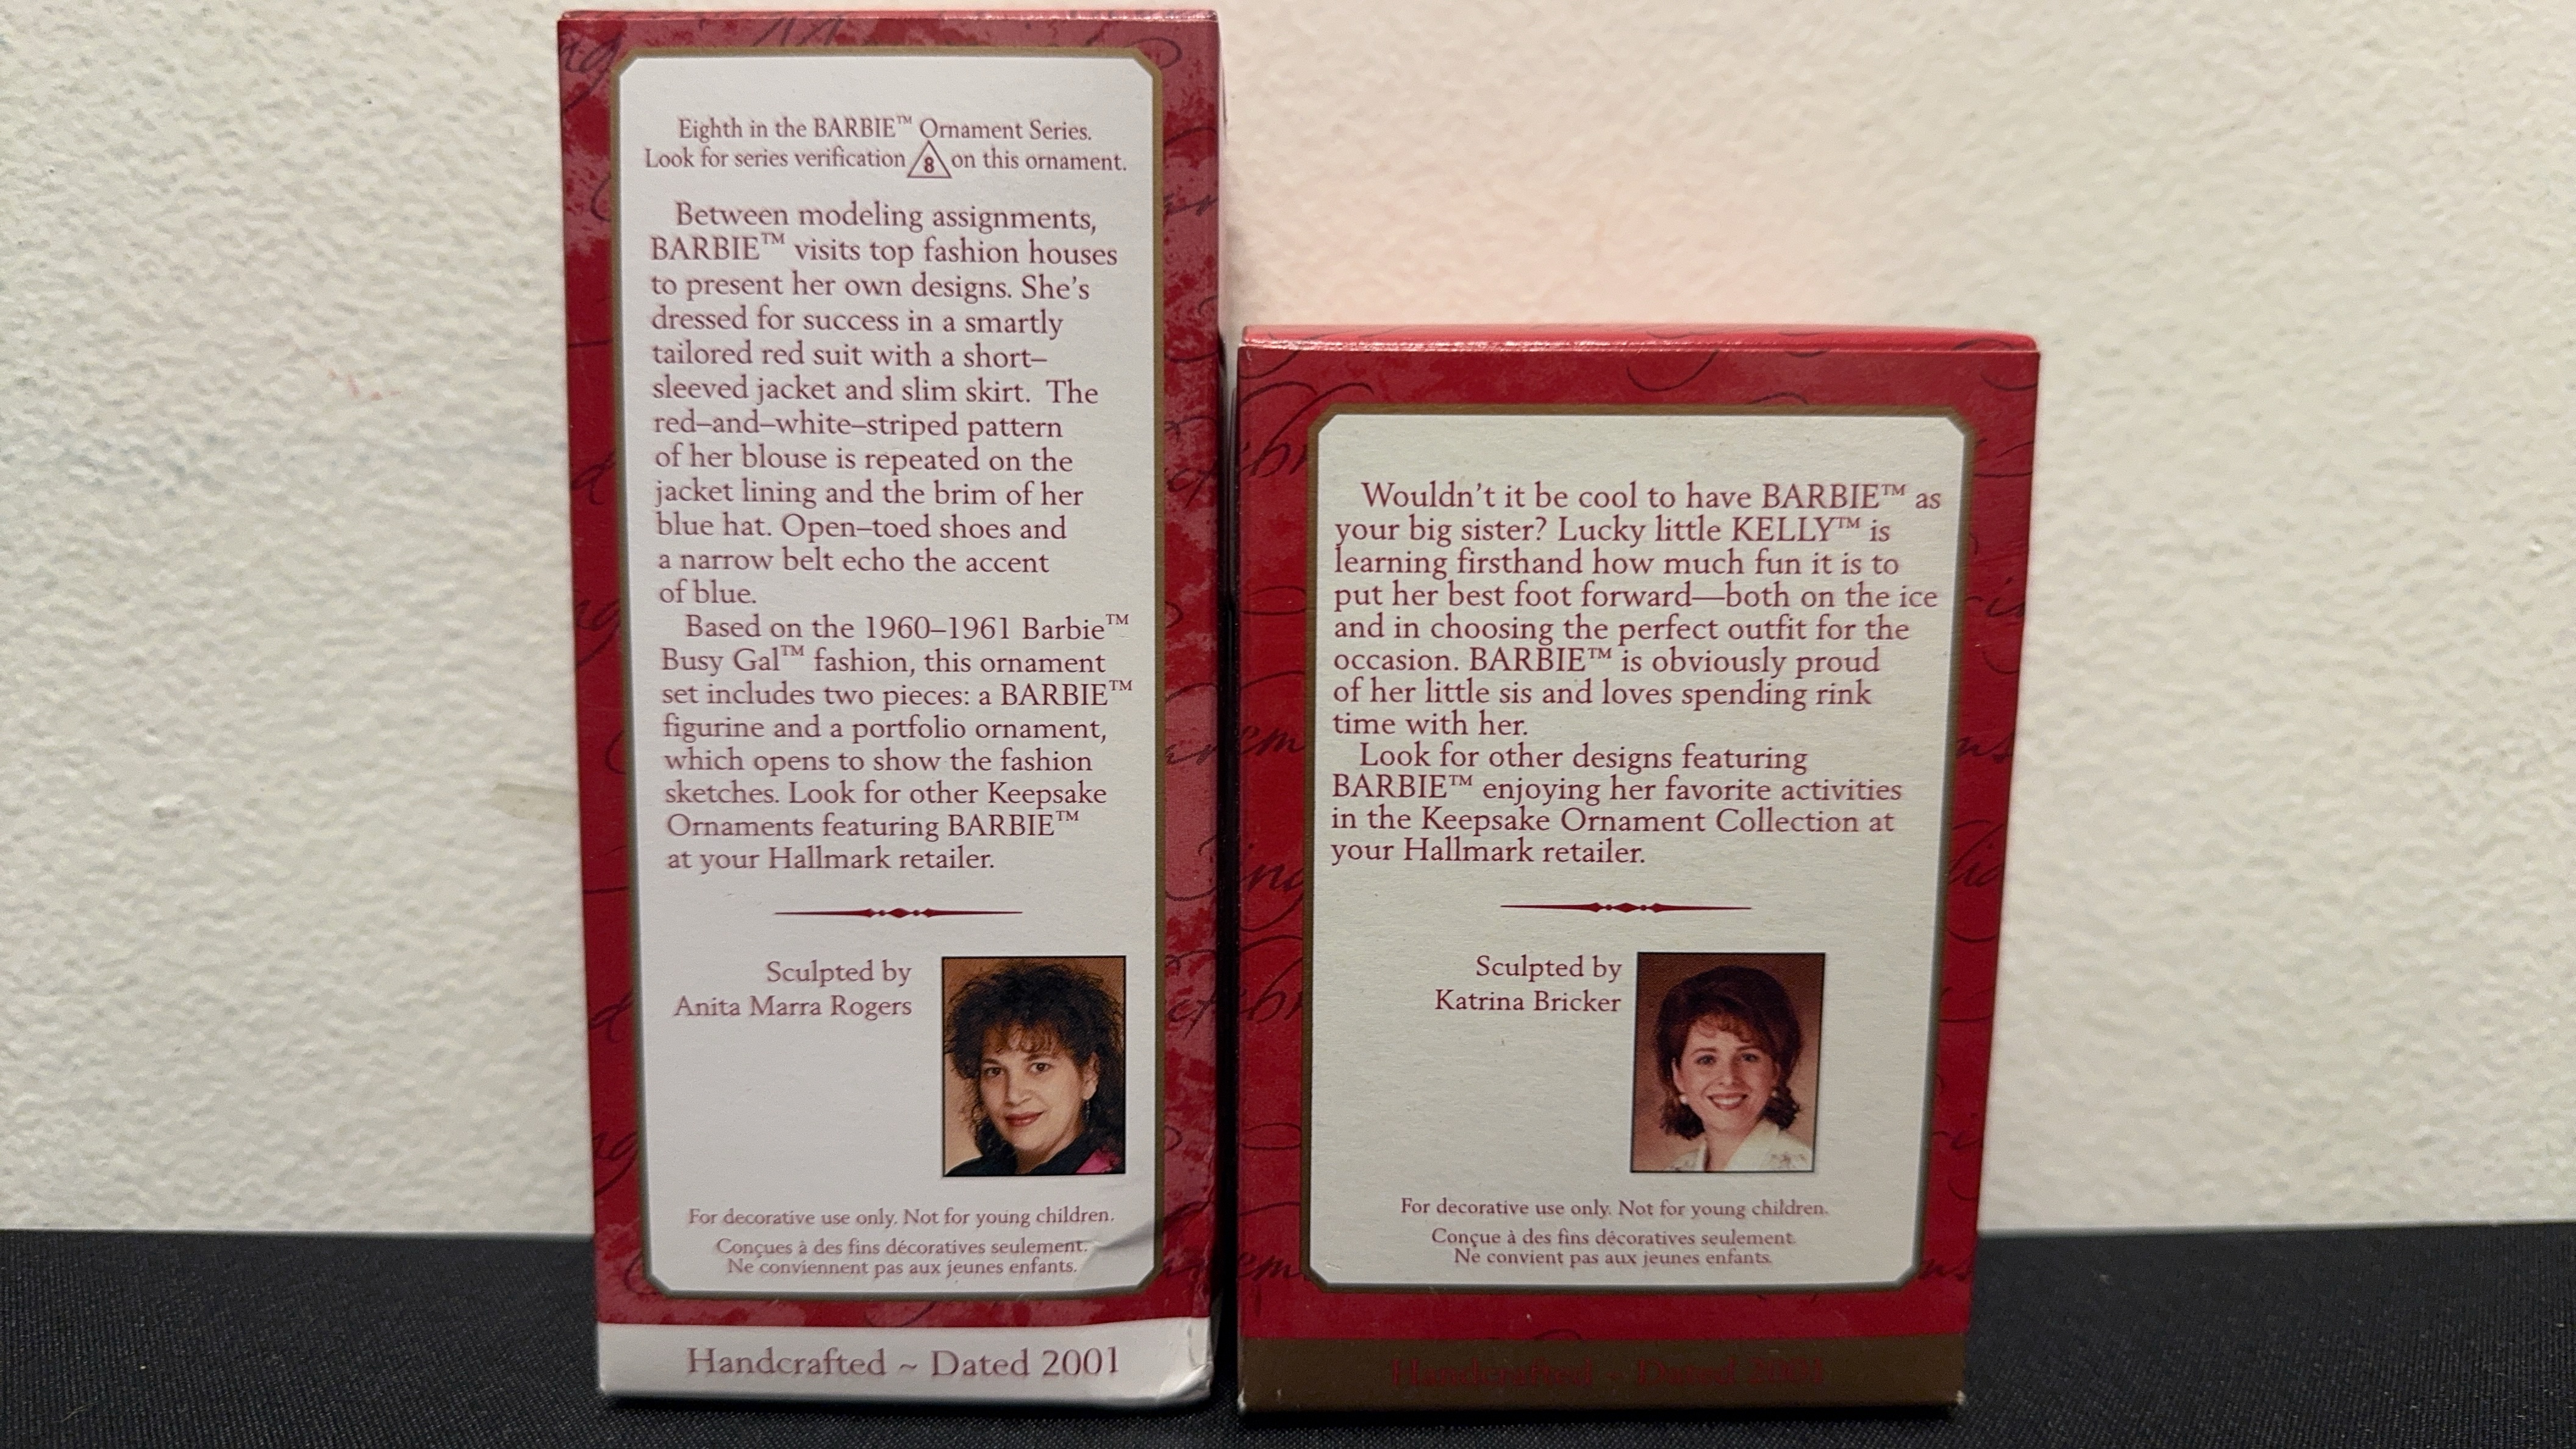 Eighth in the BARBIE™ Ornament Series.
Look for series verification 8 on this ornament.
Between modeling assignments,
BARBIE™ visits top fashion houses
to present her own designs. She's
dressed for success in a smartly
tailored red suit with a short–
sleeved jacket and slim skirt. The
red–and–white–striped pattern
of her blouse is repeated on the
jacket lining and the brim of her
blue hat. Open–toed shoes and
a narrow belt echo the accent
of blue.
Based on the 1960–1961 Barbie™
Busy Gal™ fashion, this ornament
set includes two pieces: a BARBIE™
figurine and a portfolio ornament,
which opens to show the fashion
sketches. Look for other Keepsake
Ornaments featuring BARBIE™
at your Hallmark retailer.
Sculpted by
Anita Marra Rogers
For decorative use only. Not for young children.
Conçues à des fins décoratives seulement.
Ne conviennent pas aux jeunes enfants.
Handcrafted ~ Dated 2001
Wouldn't it be cool to have BARBIE™ as
your big sister? Lucky little KELLY™ is
learning firsthand how much fun it is to
put her best foot forward—both on the ice
and in choosing the perfect outfit for the
occasion. BARBIE™ is obviously proud
of her little sis and loves spending rink
time with her.
Look for other designs featuring
BARBIE™ enjoying her favorite activities
in the Keepsake Ornament Collection at
your Hallmark retailer.
Sculpted by
Katrina Bricker
For decorative use only. Not for young children.
Conçue à des fins décoratives seulement.
Ne convient pas aux jeunes enfants.
Handcrafted ~ Dated 2001